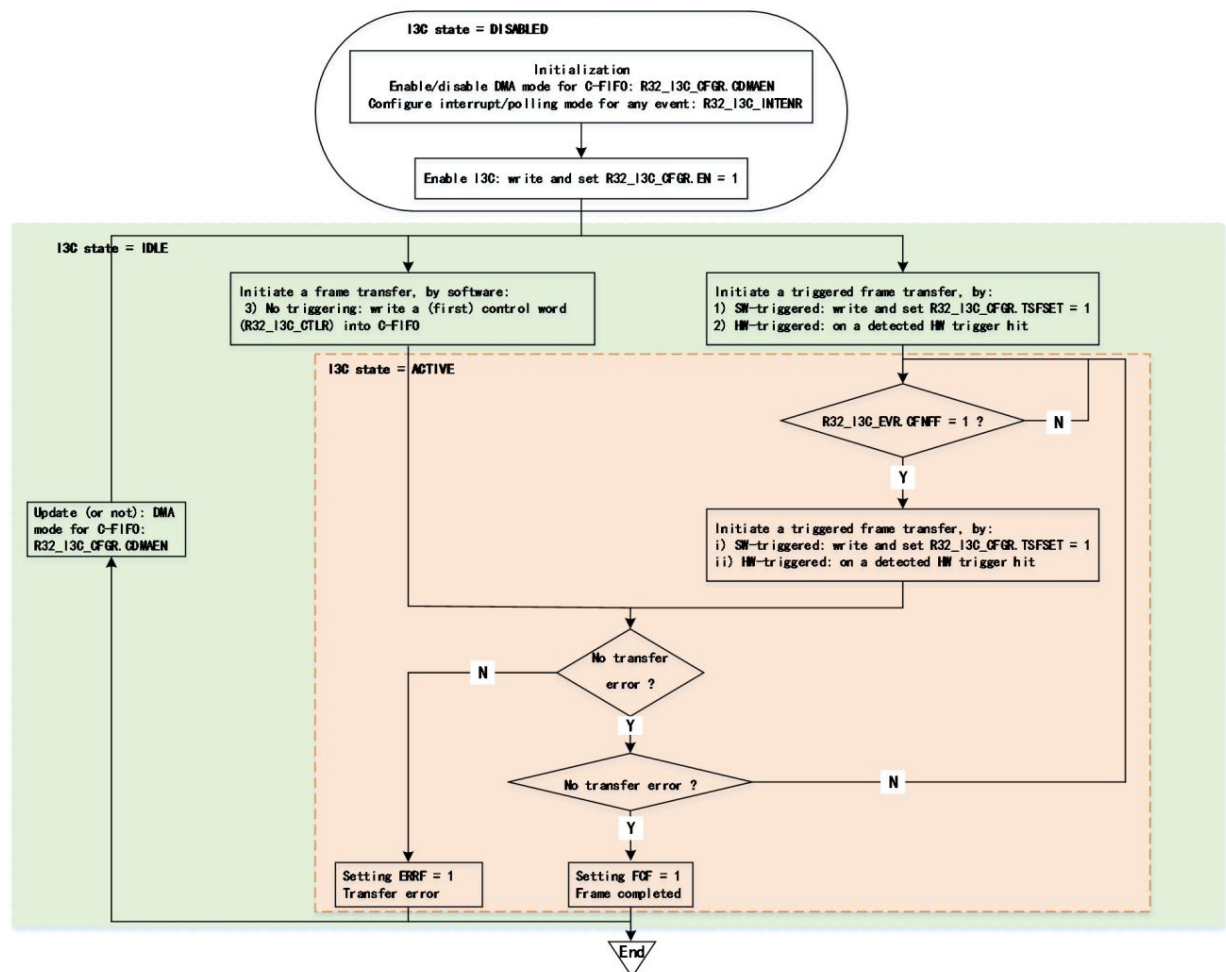 I3C state = DISABLED
Initialization
Enable/disable DMA mode for C-FIFO: R32_I3C_CFGR.CDMAEN
Configure interrupt/polling mode for any event: R32_I3C_INTENR
Enable I3C: write and set R32_I3C_CFGR.EN = 1
I3C state = IDLE
Initiate a frame transfer, by software:
3) No triggering: write a (first) control word
(R32_I3C_CTLR) into C-FIFO
Initiate a triggered frame transfer, by:
1) SW-triggered: write and set R32_I3C_CFGR.TSFSET = 1
2) HW-triggered: on a detected HW trigger hit
I3C state = ACTIVE
R32_I3C_EVR.CFNFF = 1 ?
N
Y
Update (or not): DMA
mode for C-FIFO:
R32_I3C_CFGR.CDMAEN
Initiate a triggered frame transfer, by:
i) SW-triggered: write and set R32_I3C_CFGR.TSFSET = 1
ii) HW-triggered: on a detected HW trigger hit
No transfer
error ?
N
Y
No transfer error ?
N
Y
Setting ERRF = 1
Transfer error
Setting FCF = 1
Frame completed
End